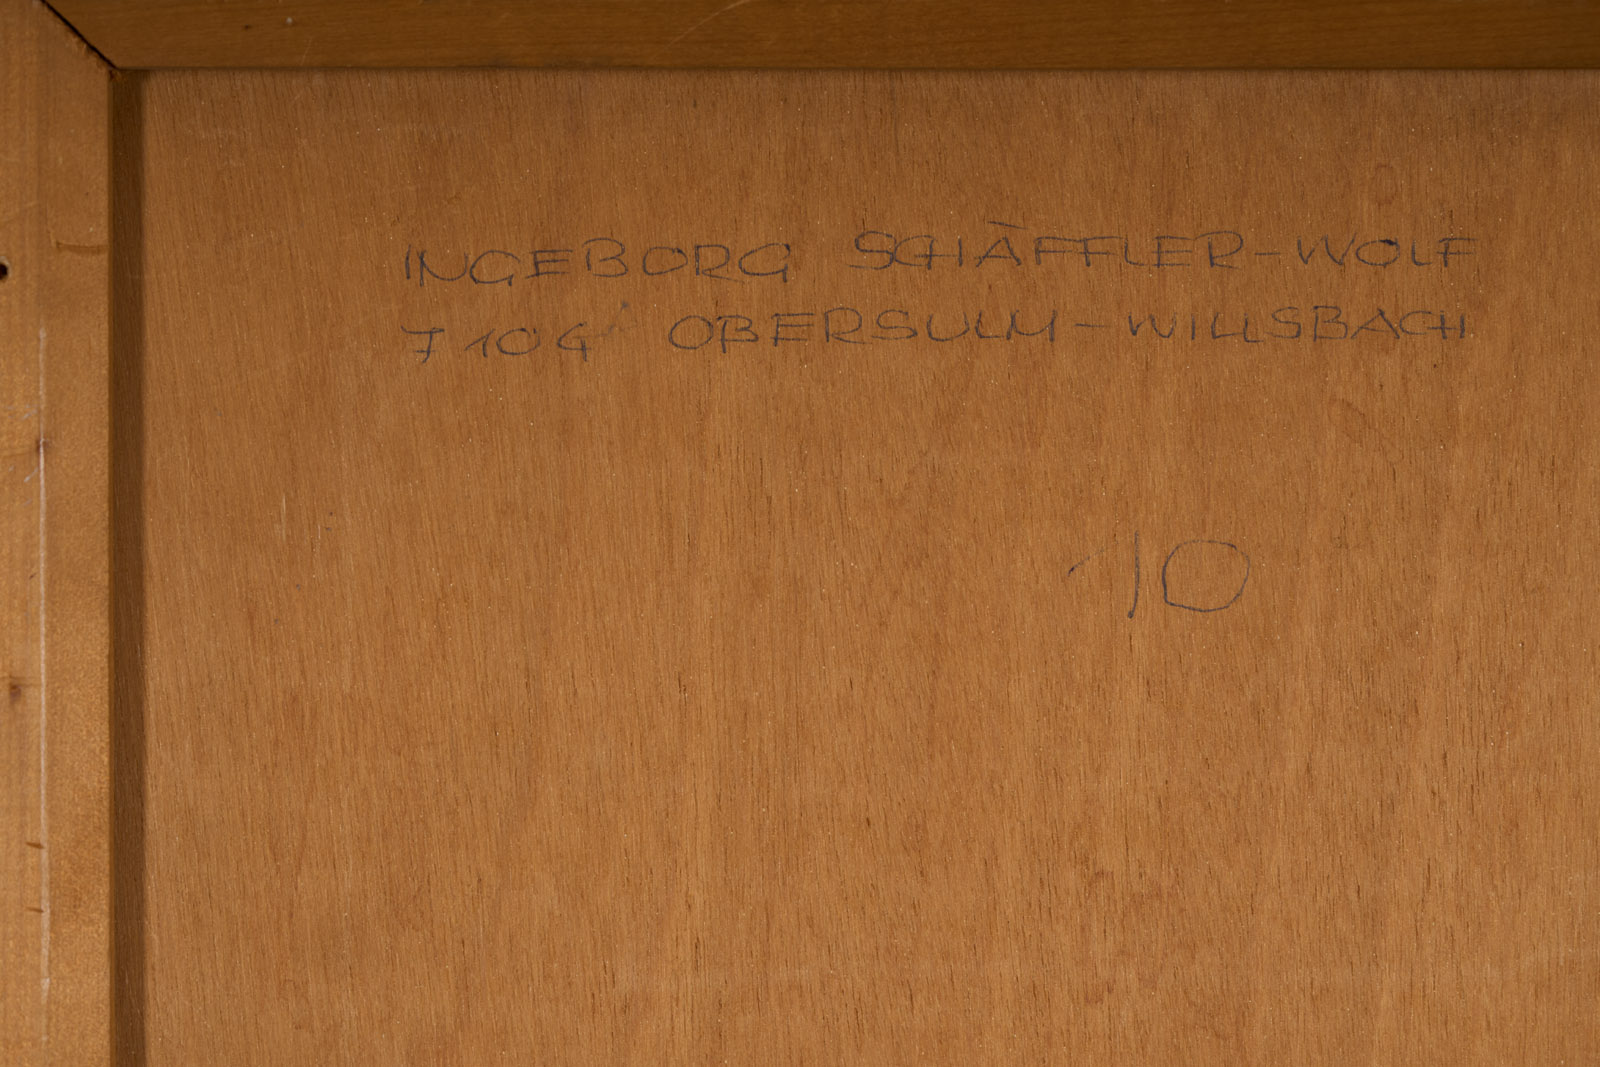 INGEBORG SCHÄFFLER-WOLF
7104 OBERSULM-WILLSBACH
10